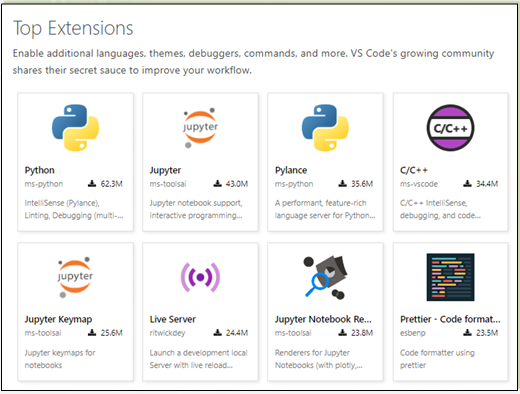 Top Extensions
Enable additional languages, themes, debuggers, commands, and more. VS Code's growing community
shares their secret sauce to improve your workflow.
jupyter
C/C++
Python
ms-python 62.3M
IntelliSense (Pylance),
Linting, Debugging (multi-...
Jupyter
ms-toolsai 43.0M
Jupyter notebook support,
interactive programming...
Pylance
ms-python 35.6M
A performant, feature-rich
language server for Python...
C/C++
ms-vscode 34.4M
C/C++ IntelliSense,
debugging, and code...
jupyter
Jupyter Keymap
ms-toolsai 25.6M
Jupyter keymaps for
notebooks
Live Server
ritwickdey 24.4M
Launch a development local
Server with live reload...
Jupyter Notebook Re...
ms-toolsai 23.8M
Renderers for Jupyter
Notebooks (with plotly,...
Prettier - Code format...
esbenp 23.5M
Code formatter using
prettier